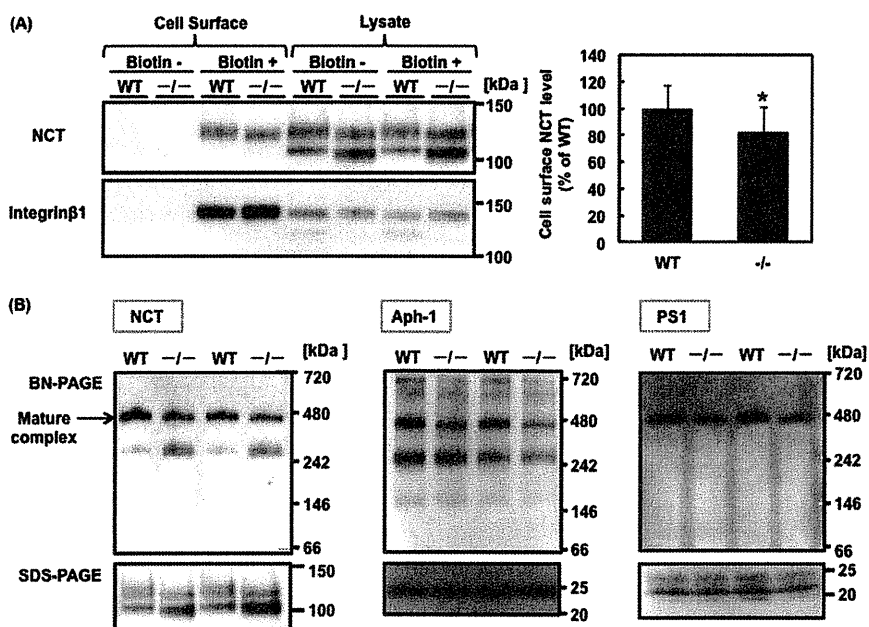 (A)
Cell Surface Lysate
Biotin - Biotin + Biotin - Biotin +
WT −/− WT −/− WT −/− WT −/− [kDa]
NCT
150
100
Integrinβ1
150
100
Cell surface NCT level
(% of WT)
140
120
100
80
60
40
20
0
*
WT -/-
(B)
NCT
WT −/− WT −/− [kDa ]
BN-PAGE
Mature
complex
720
480
242
146
66
SDS-PAGE
150
100
Aph-1
WT −/− WT −/− [kDa]
720
480
242
146
66
25
20
PS1
WT −/− WT −/− [kDa]
720
480
242
146
66
25
20